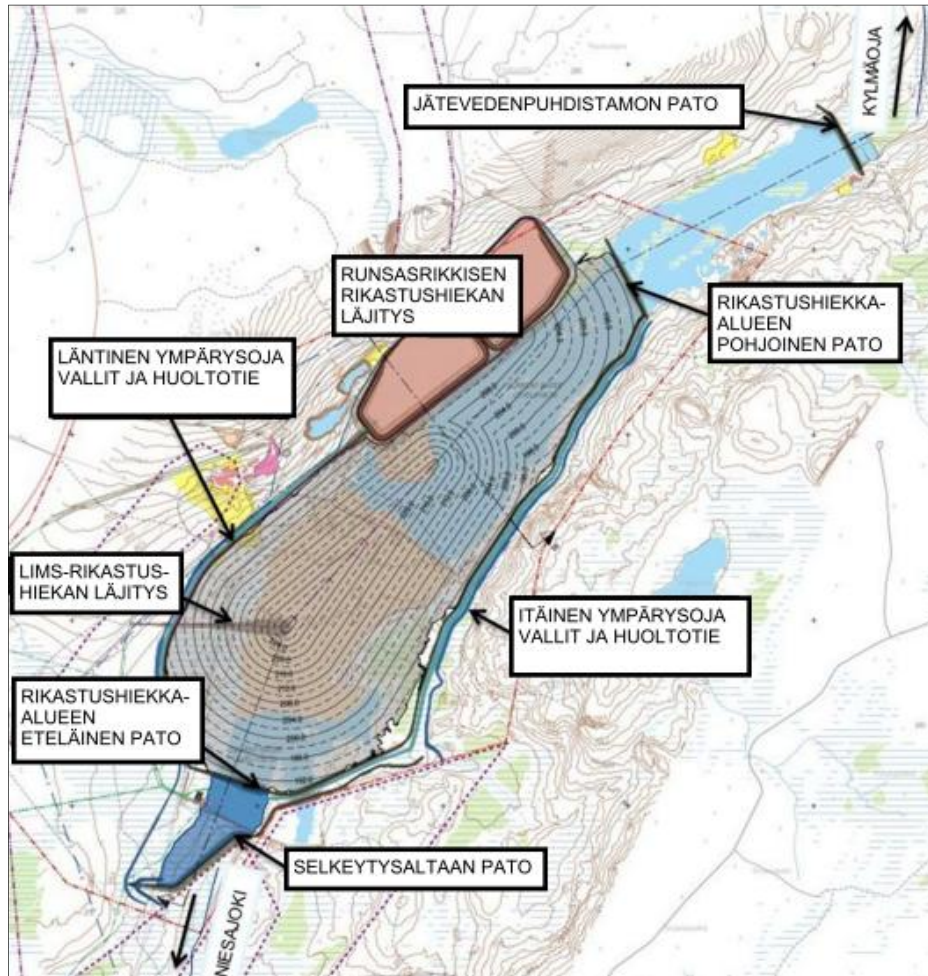 KYLMÄOJA
JÄTEVEDENPUHDISTAMON PATO
RUNSASRIKKISEN
RIKASTUSHIEKAN
LÄJITYS
RIKASTUSHIEKKA-
ALUEEN
POHJOINEN PATO
LÄNTINEN YMPÄRYSOJA
VALLIT JA HUOLTOTIE
LIMS-RIKASTUS-
HIEKAN LÄJITYS
ITÄINEN YMPÄRYSOJA
VALLIT JA HUOLTOTIE
RIKASTUSHIEKKA-
ALUEEN
ETELÄINEN PATO
SELKEYTYSALTAAN PATO
NIESAJOKI